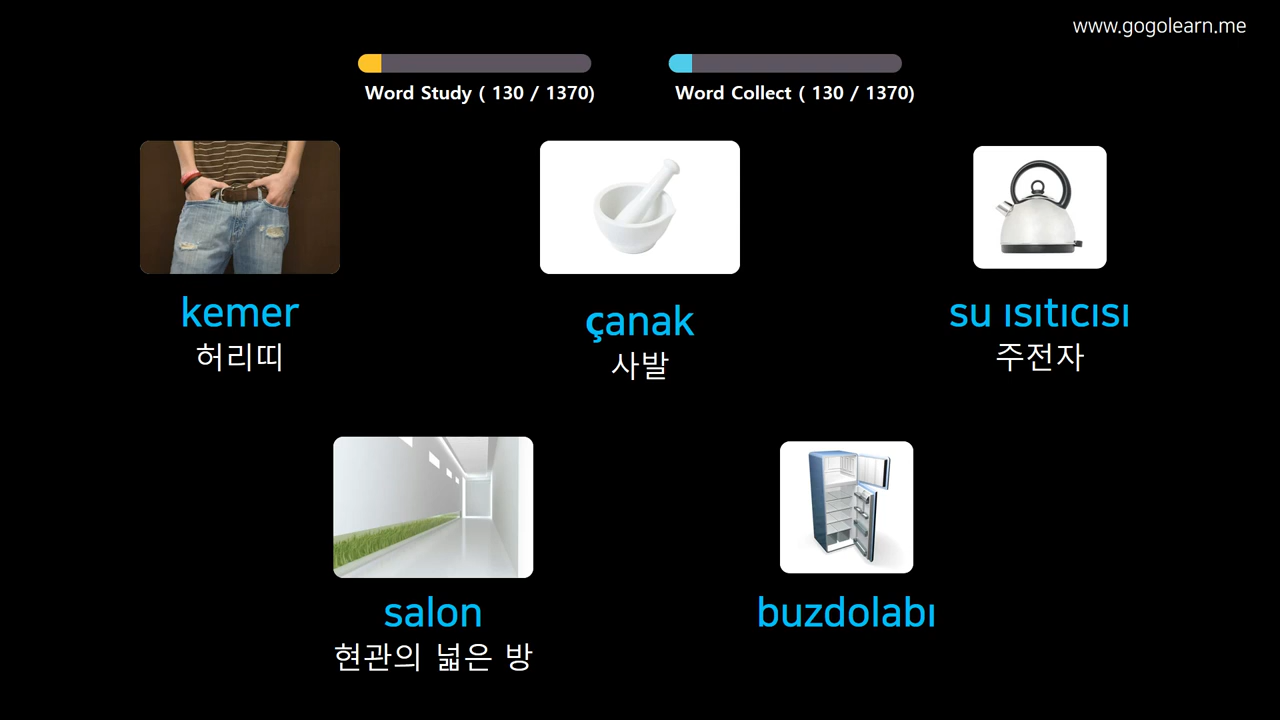 www.gogolearn.me
Word Study ( 130 / 1370)
Word Collect ( 130 / 1370)
kemer
허리띠
çanak
사발
su ısıtıcısı
주전자
salon
현관의 넓은 방
buzdolabı